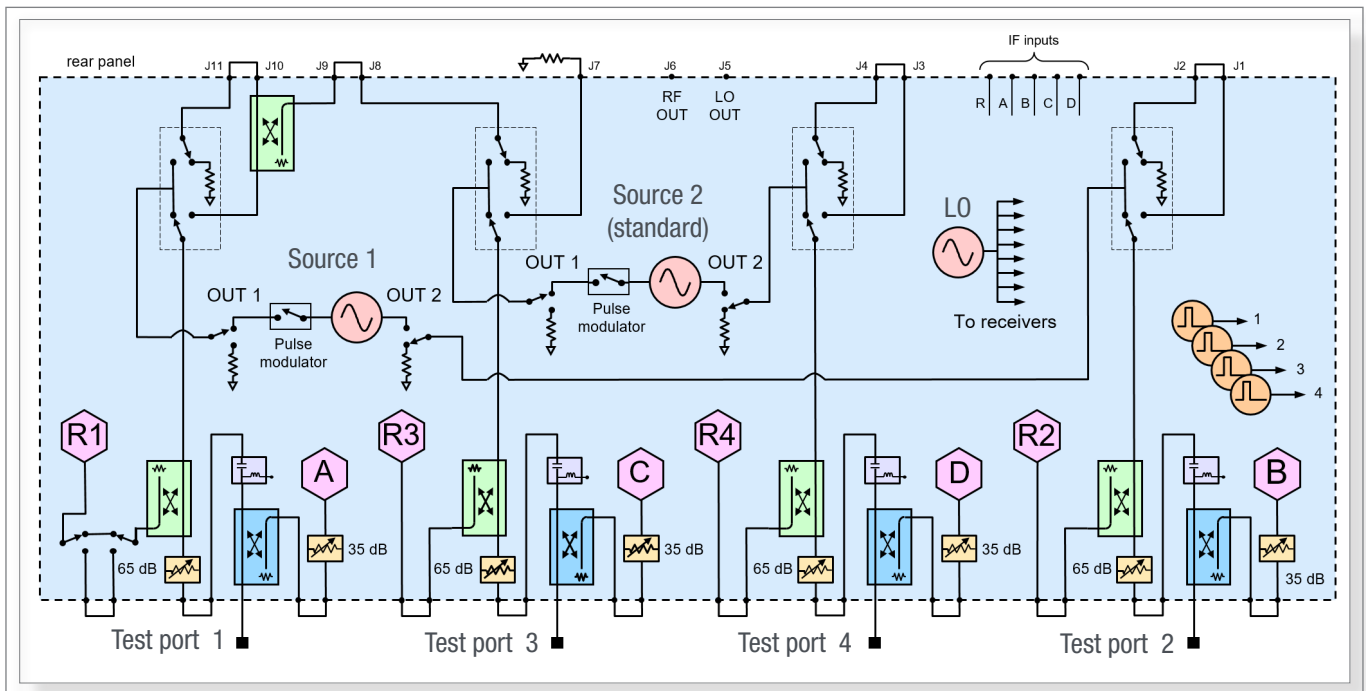 IF inputs
rear panel
J11 J10 J9 J8 J7 J6 J5 J4 J3 J2 J1
RF
OUT
LO
OUT
R A B C D
Source 2
(standard)
LO
Source 1
OUT 1
OUT 2
OUT 1
OUT 2
Pulse
modulator
Pulse
modulator
To receivers
1
2
3
4
R1
A
R3
C
R4
D
R2
B
65 dB
35 dB
65 dB
35 dB
65 dB
35 dB
65 dB
35 dB
Test port 1
Test port 3
Test port 4
Test port 2